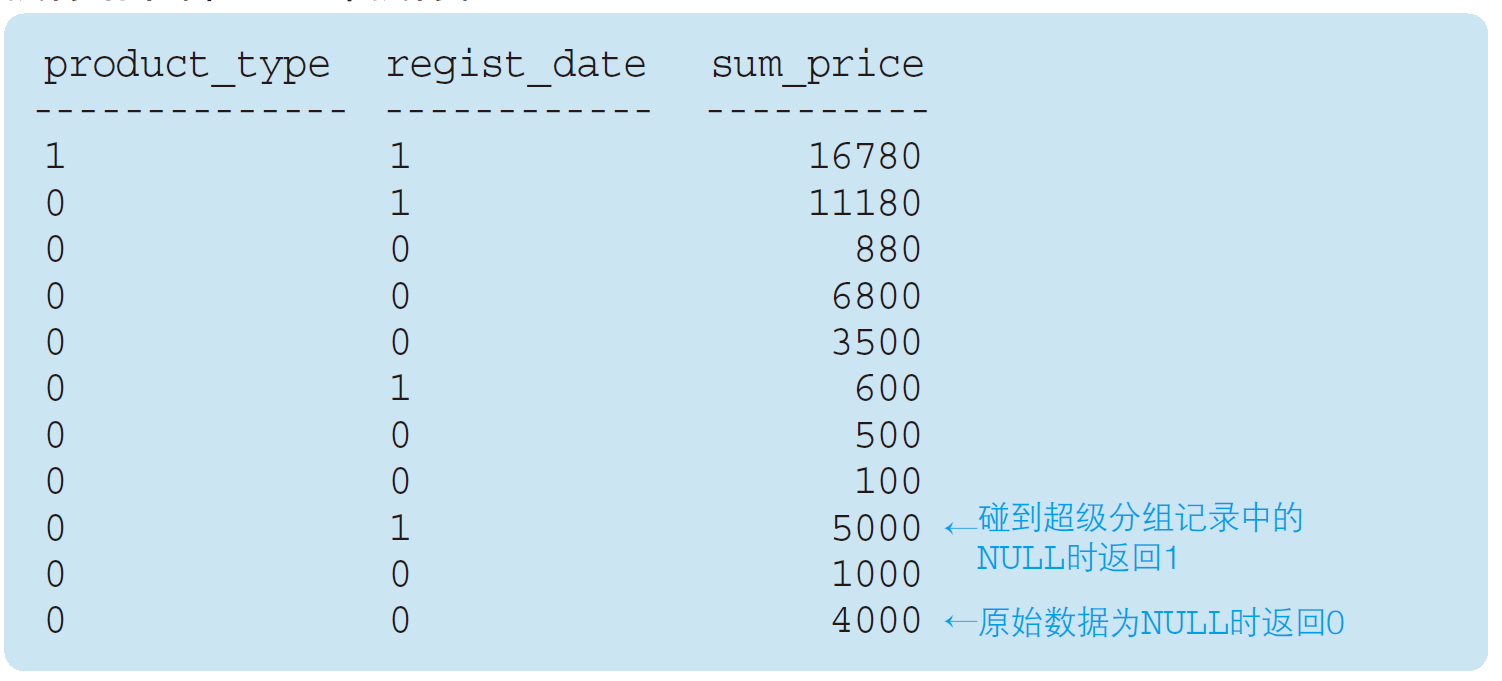 product_type regist_date sum_price
-------------- ------------ ----------
1 1 16780
0 1 11180
0 0 880
0 0 6800
0 0 3500
0 1 600
0 0 500
0 0 100
0 1 5000 ←碰到超级分组记录中的
NULL时返回1
0 0 1000
0 0 4000 ←原始数据为NULL时返回0